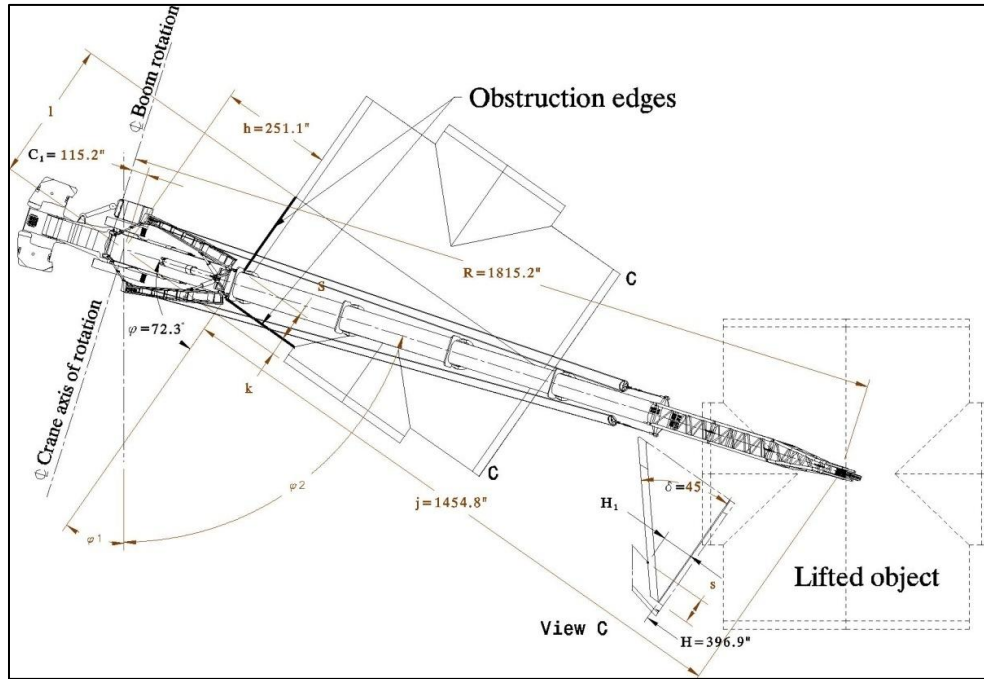 ℄ Boom rotation
Obstruction edges
l
h=251.1"
C₁= 115.2"
C
R=1815.2"
S
φ=72.3°
k
℄ Crane axis of rotation
φ2
C
j=1454.8"
δ=45
H₁
φ1
s
Lifted object
View C
H=396.9"